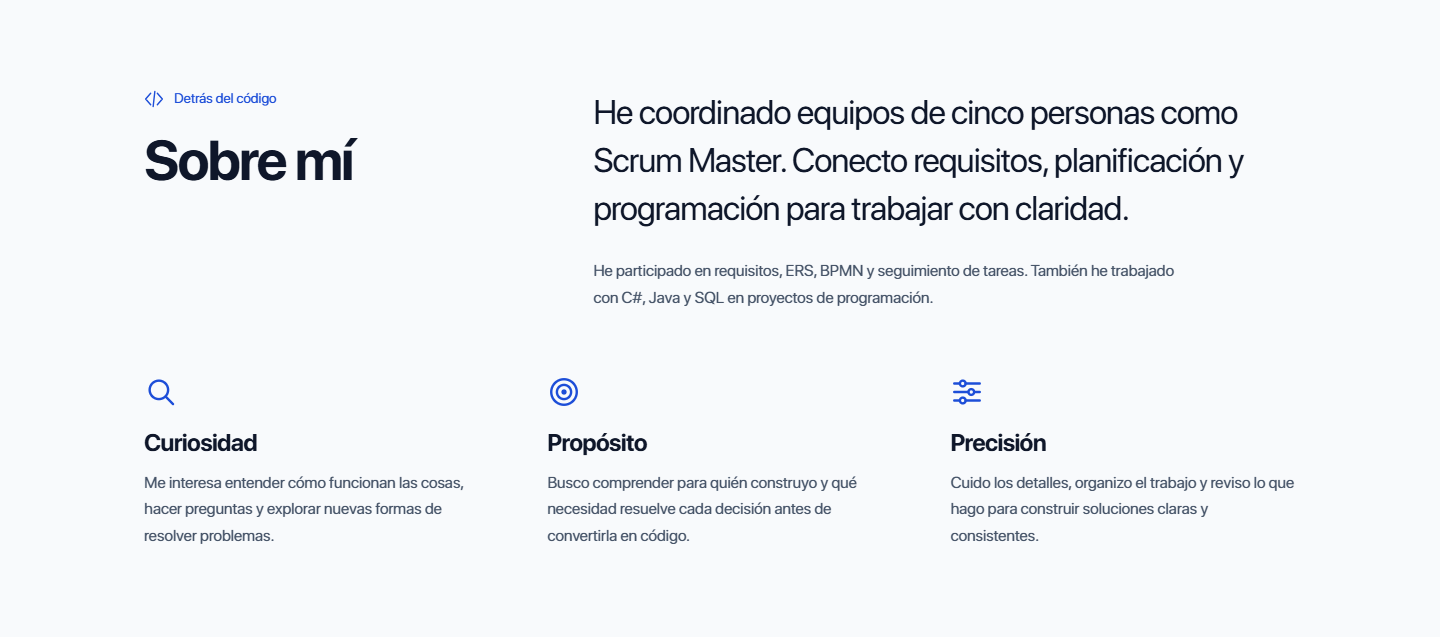 Detrás del código
Sobre mí
He coordinado equipos de cinco personas como
Scrum Master. Conecto requisitos, planificación y
programación para trabajar con claridad.
He participado en requisitos, ERS, BPMN y seguimiento de tareas. También he trabajado
con C#, Java y SQL en proyectos de programación.
Curiosidad
Me interesa entender cómo funcionan las cosas,
hacer preguntas y explorar nuevas formas de
resolver problemas.
Propósito
Busco comprender para quién construyo y qué
necesidad resuelve cada decisión antes de
convertirla en código.
Precisión
Cuido los detalles, organizo el trabajo y reviso lo que
hago para construir soluciones claras y
consistentes.